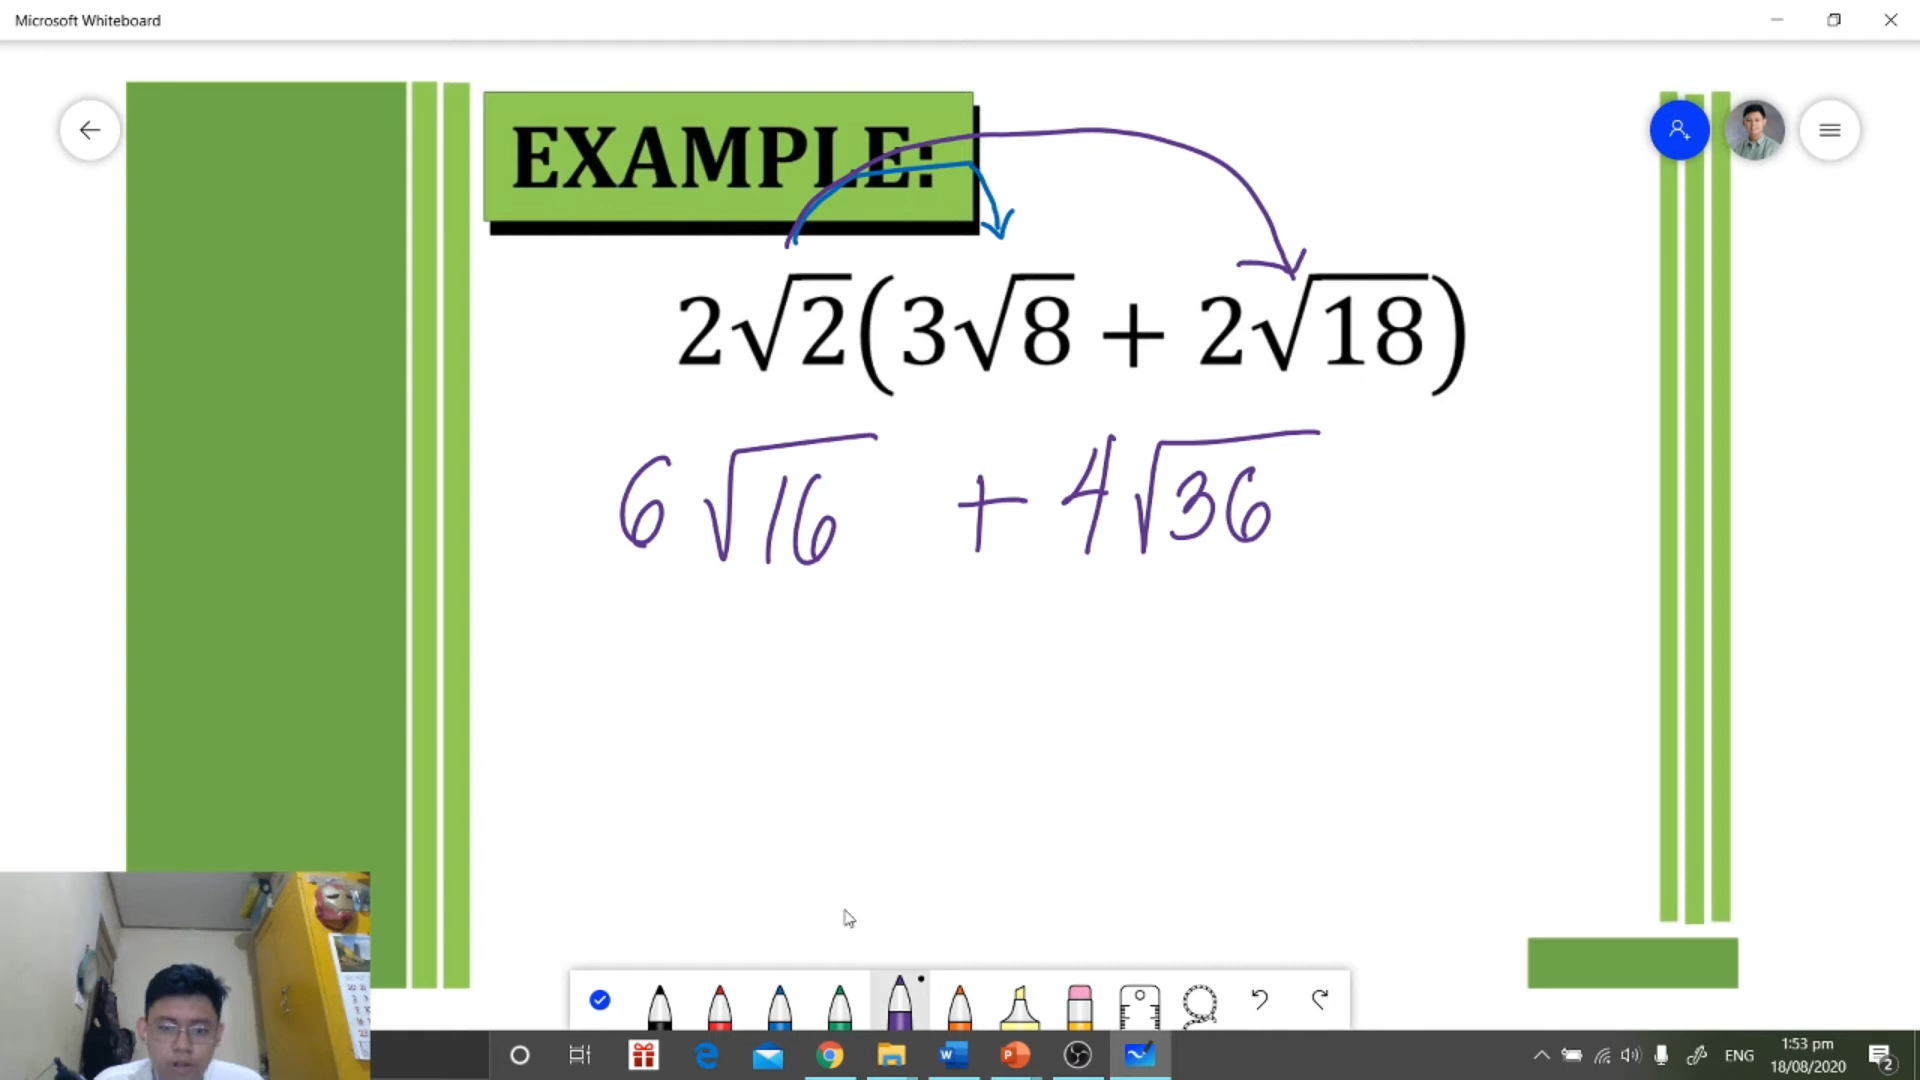 Microsoft Whiteboard
EXAMPLE:
2√2(3√8 + 2√18)
6√16 + 4√36
ENG
1:53 pm
18/08/2020
2